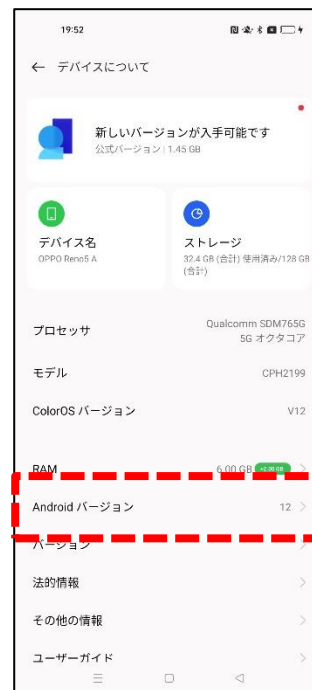 19:52
← デバイスについて
新しいバージョンが入手可能です
公式バージョン | 1.45 GB
デバイス名
OPPO Reno5 A
ストレージ
32.4 GB (合計) 使用済み/128 GB
(合計)
プロセッサ
Qualcomm SDM765G
5G オクタコア
モデル
CPH2199
ColorOS バージョン
V12
RAM
6.00 GB
+2.00 GB
Android バージョン
12
バージョン
法的情報
その他の情報
ユーザーガイド